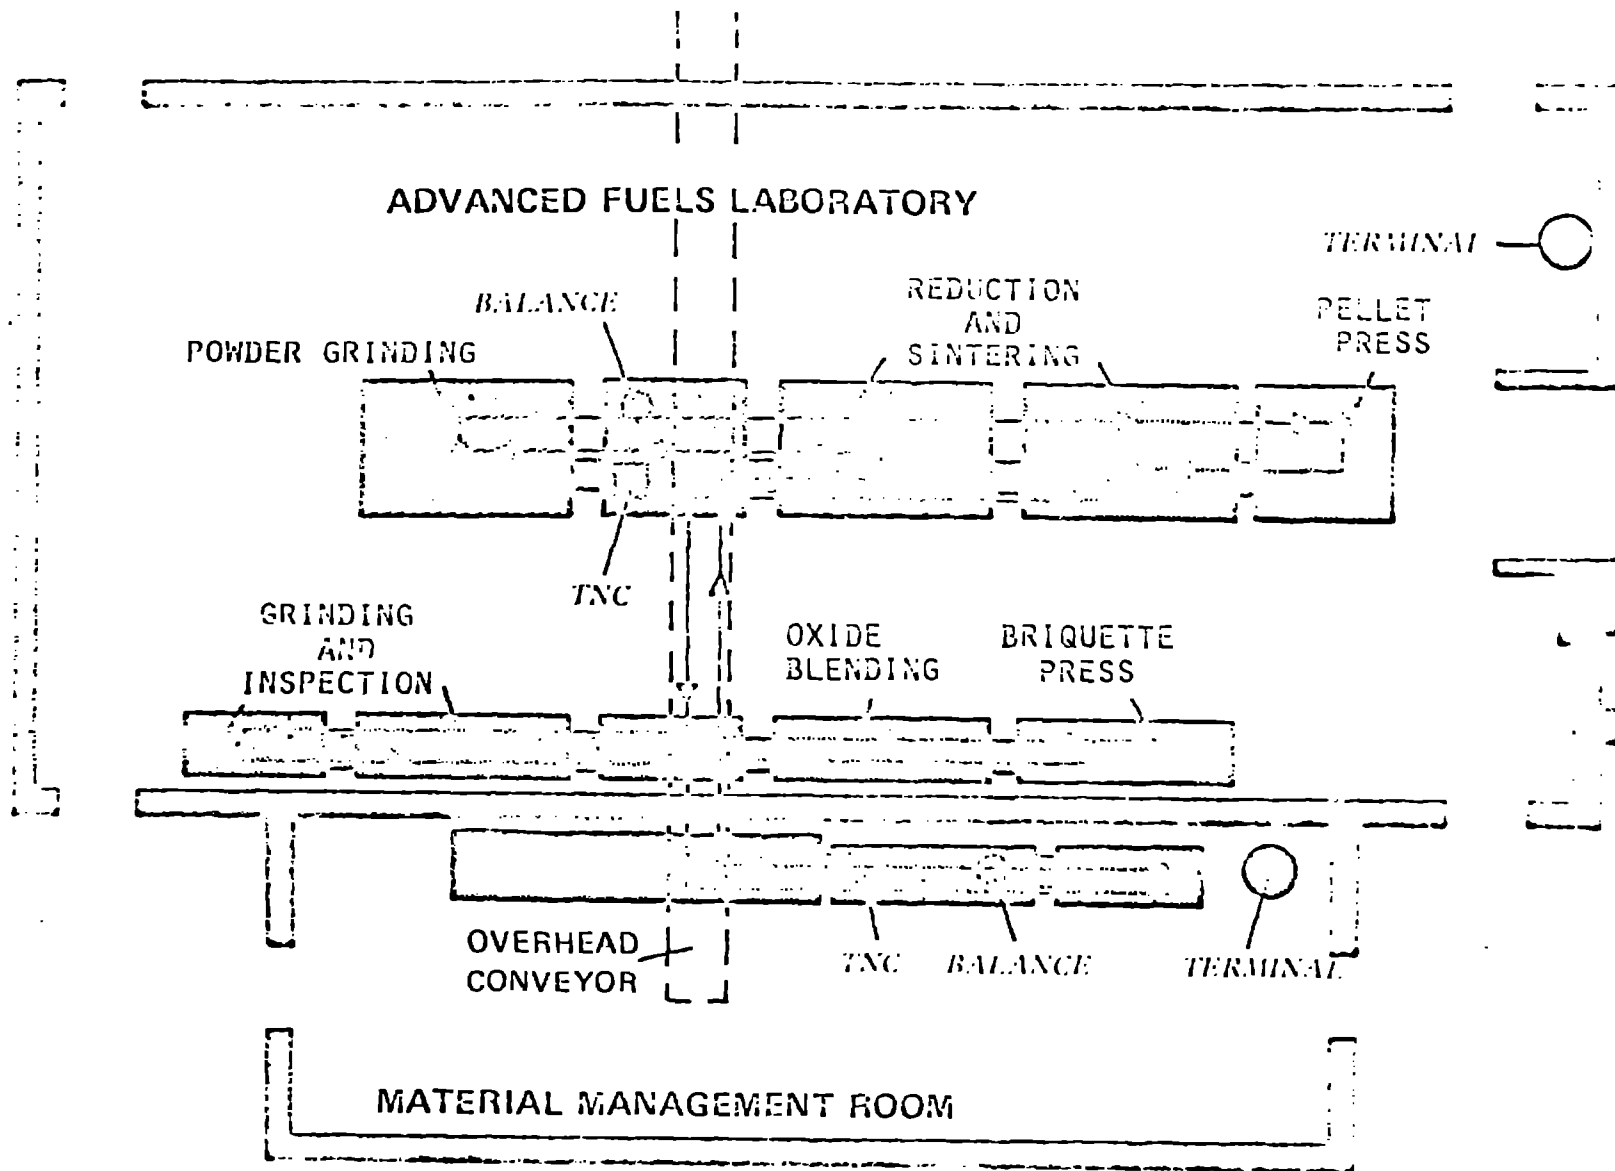 ADVANCED FUELS LABORATORY
TERMINAL
BALANCE
REDUCTION
AND
SINTERING
PELLET
PRESS
POWDER GRINDING
TNC
GRINDING
AND
INSPECTION
OXIDE
BLENDING
BRIQUETTE
PRESS
OVERHEAD
CONVEYOR
TNC
BALANCE
TERMINAL
MATERIAL MANAGEMENT ROOM